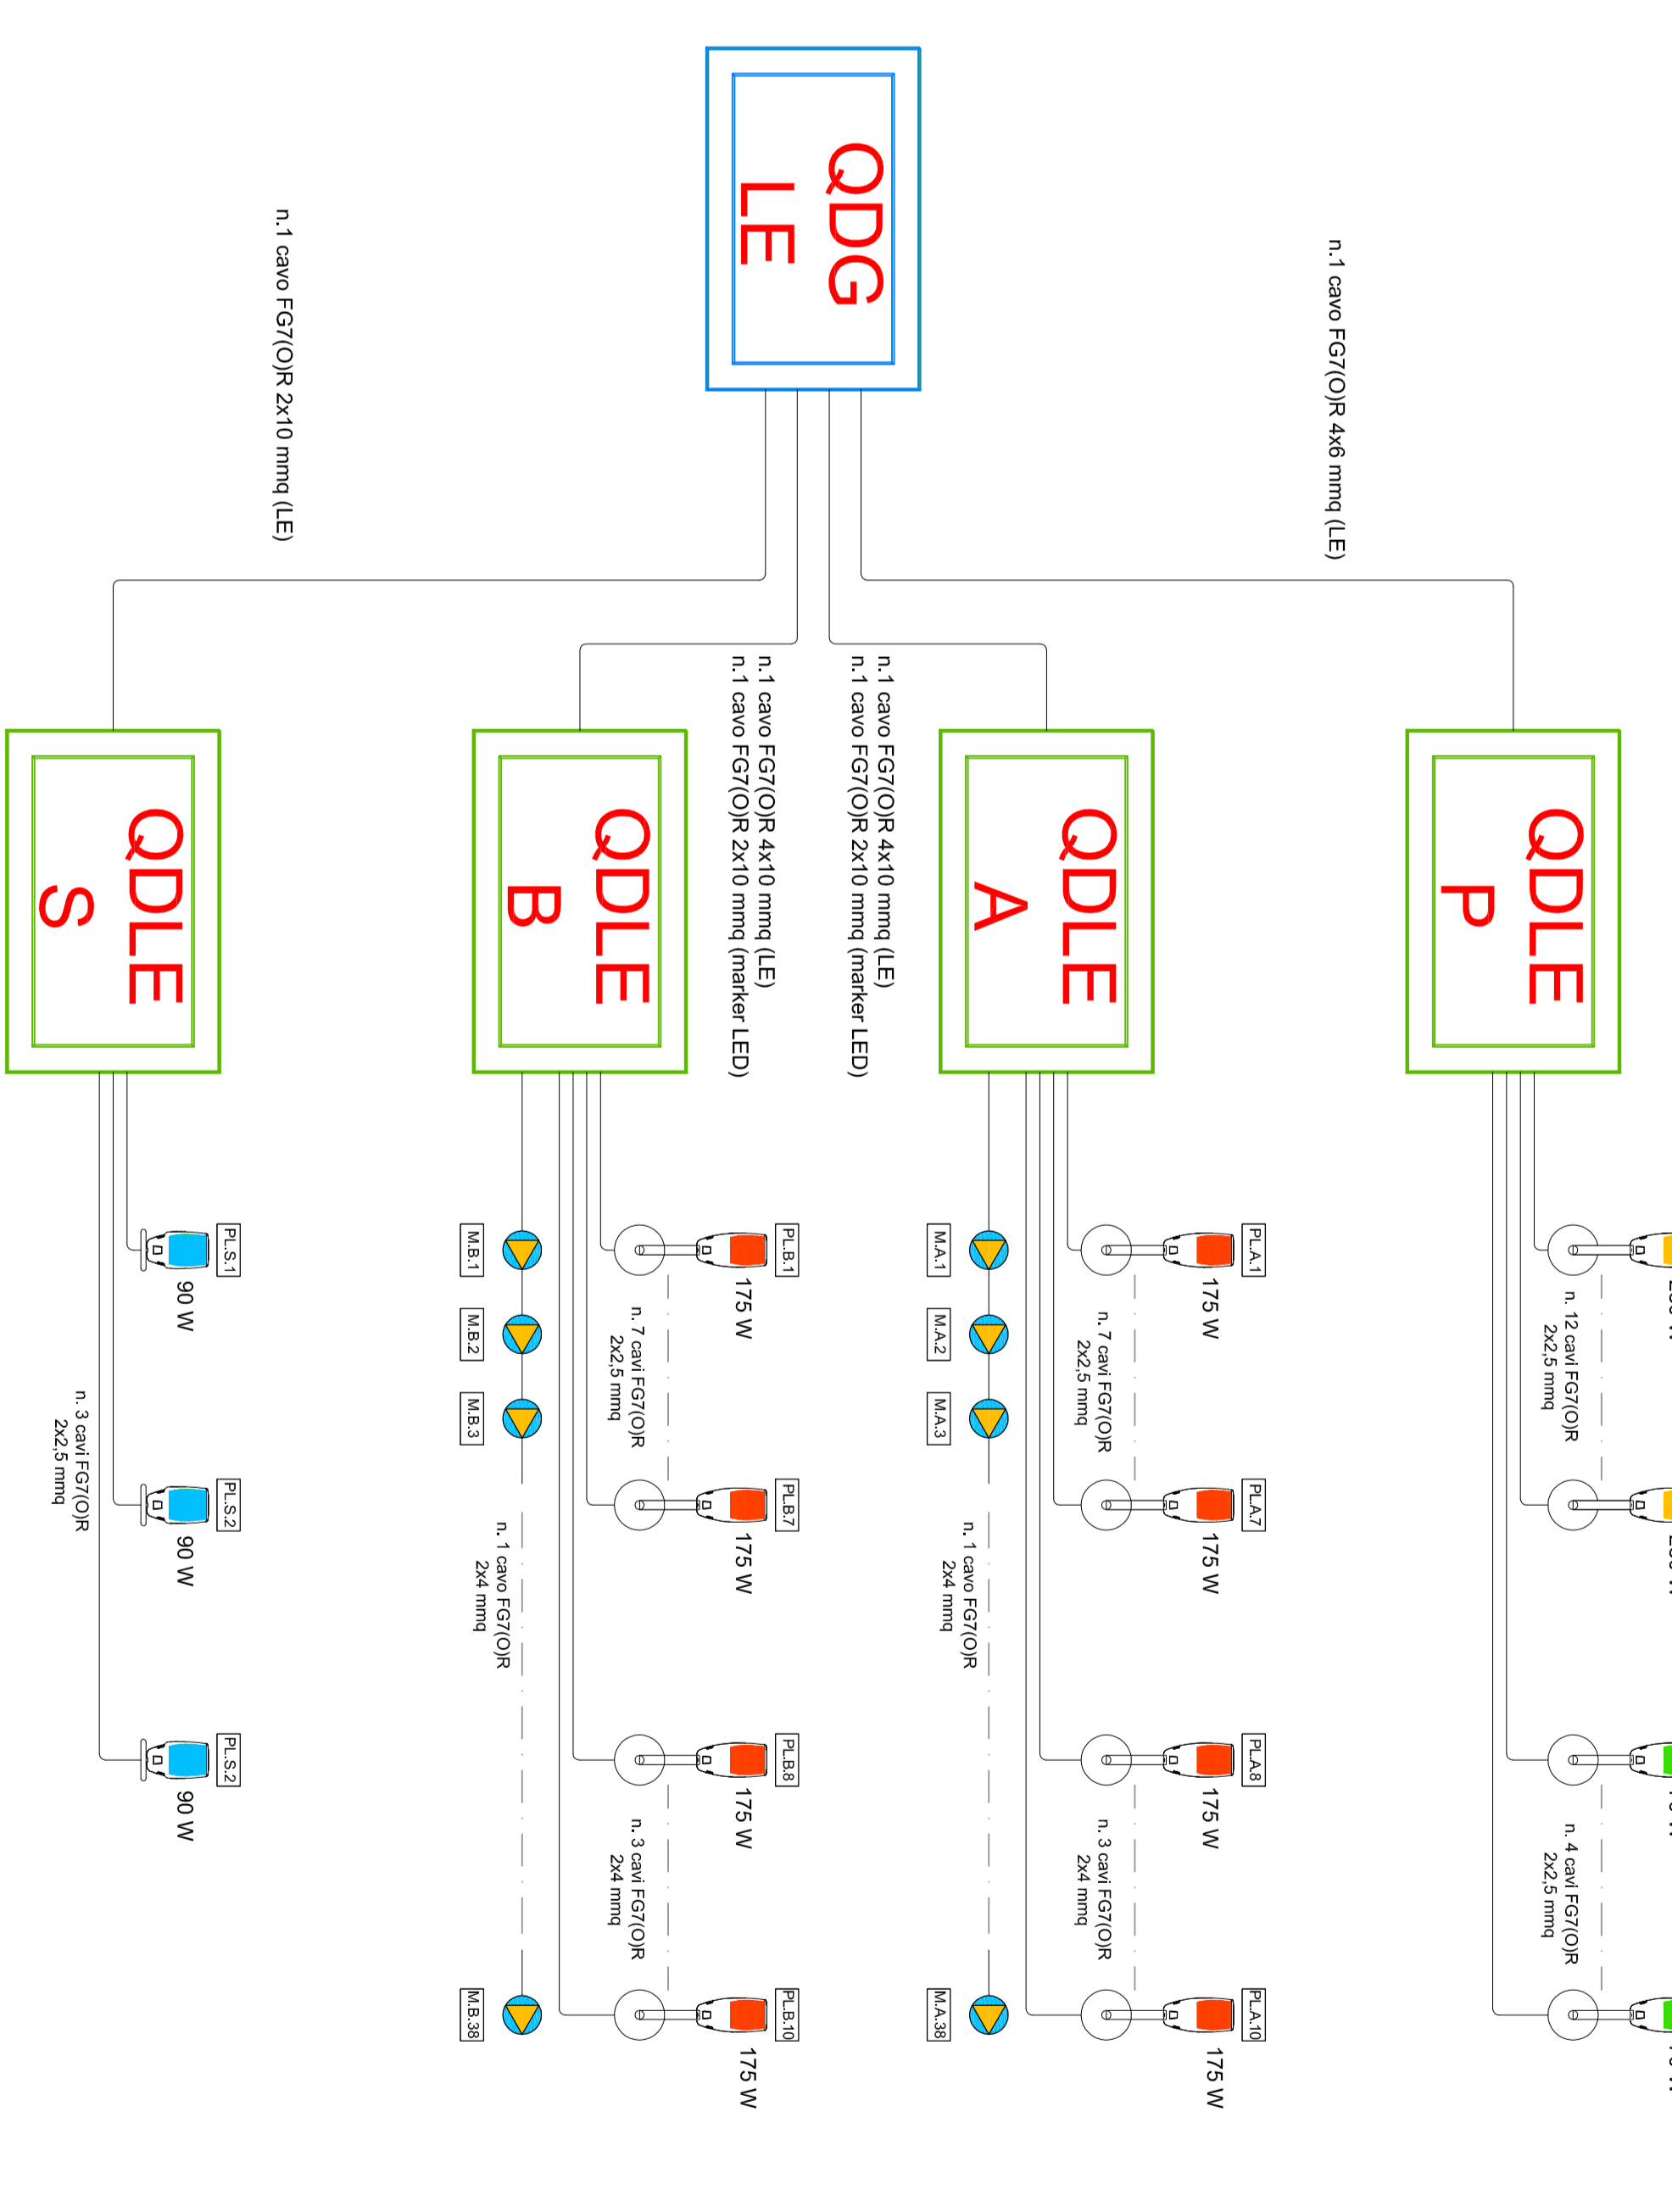 QDG
LE
n.1 cavo FG7(O)R 4x6 mmq (LE)
n.1 cavo FG7(O)R 4x10 mmq (LE)
n.1 cavo FG7(O)R 2x10 mmq (marker LED)
n.1 cavo FG7(O)R 4x10 mmq (LE)
n.1 cavo FG7(O)R 2x10 mmq (marker LED)
n.1 cavo FG7(O)R 2x10 mmq (LE)
QDLE
P
n. 12 cavi FG7(O)R
2x2,5 mmq
n. 4 cavi FG7(O)R
2x2,5 mmq
QDLE
A
PL.A.1
175 W
PL.A.7
175 W
PL.A.8
175 W
PL.A.10
175 W
n. 7 cavi FG7(O)R
2x2,5 mmq
n. 3 cavi FG7(O)R
2x4 mmq
n. 1 cavo FG7(O)R
2x4 mmq
M.A.1
M.A.2
M.A.3
M.A.38
QDLE
B
PL.B.1
175 W
PL.B.7
175 W
PL.B.8
175 W
PL.B.10
175 W
n. 7 cavi FG7(O)R
2x2,5 mmq
n. 3 cavi FG7(O)R
2x4 mmq
n. 1 cavo FG7(O)R
2x4 mmq
M.B.1
M.B.2
M.B.3
M.B.38
QDLE
S
PL.S.1
90 W
PL.S.2
90 W
PL.S.2
90 W
n. 3 cavi FG7(O)R
2x2,5 mmq